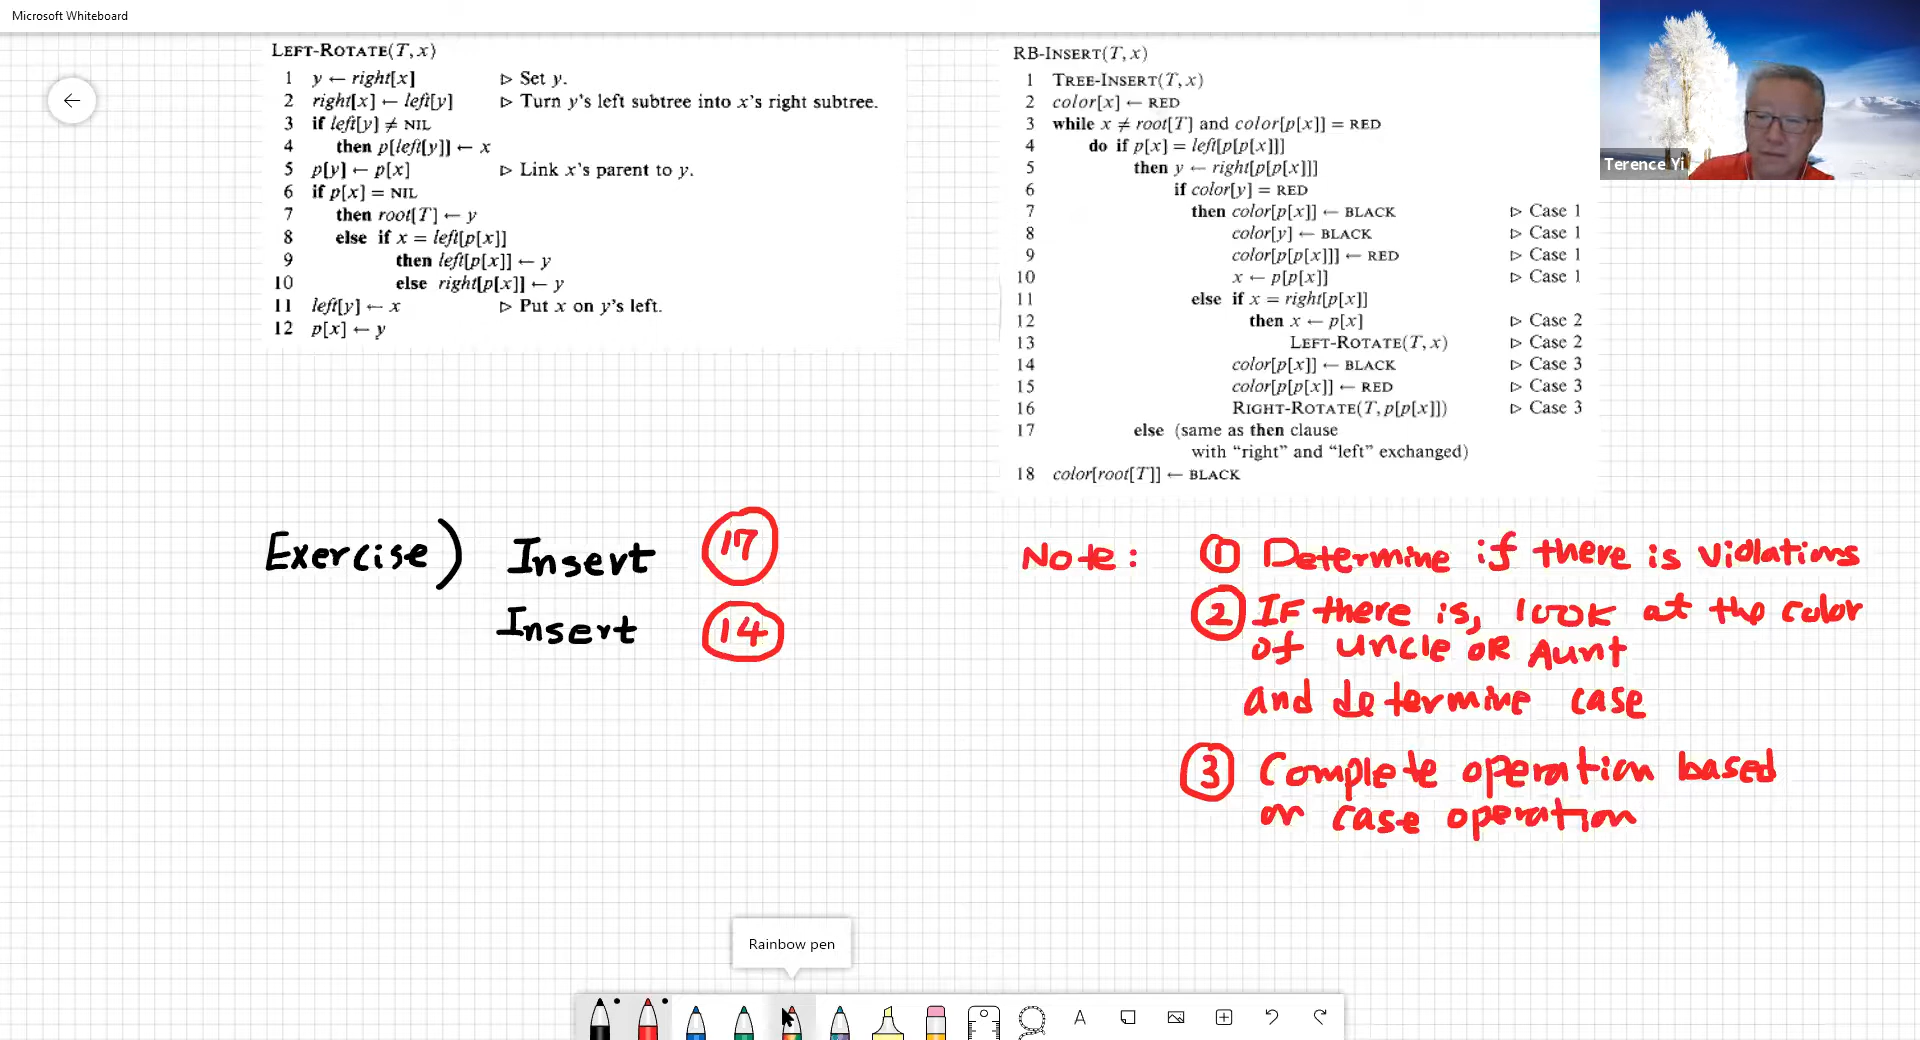 Microsoft Whiteboard
LEFT-ROTATE(T, x)
1 y ← right[x] ▷ Set y.
2 right[x] ← left[y] ▷ Turn y's left subtree into x's right subtree.
3 if left[y] ≠ NIL
4 then p[left[y]] ← x
5 p[y] ← p[x] ▷ Link x's parent to y.
6 if p[x] = NIL
7 then root[T] ← y
8 else if x = left[p[x]]
9 then left[p[x]] ← y
10 else right[p[x]] ← y
11 left[y] ← x ▷ Put x on y's left.
12 p[x] ← y
RB-INSERT(T, x)
1 TREE-INSERT(T, x)
2 color[x] ← RED
3 while x ≠ root[T] and color[p[x]] = RED
4 do if p[x] = left[p[p[x]]]
5 then y ← right[p[p[x]]]
6 if color[y] = RED
7 then color[p[x]] ← BLACK ▷ Case 1
8 color[y] ← BLACK ▷ Case 1
9 color[p[p[x]]] ← RED ▷ Case 1
10 x ← p[p[x]] ▷ Case 1
11 else if x = right[p[x]]
12 then x ← p[x] ▷ Case 2
13 LEFT-ROTATE(T, x) ▷ Case 2
14 color[p[x]] ← BLACK ▷ Case 3
15 color[p[p[x]]] ← RED ▷ Case 3
16 RIGHT-ROTATE(T, p[p[x]]) ▷ Case 3
17 else (same as then clause
with "right" and "left" exchanged)
18 color[root[T]] ← BLACK
Terence Yi
Exercise) Insert 17
Insert 14
Note: ① Determine if there is violations
② IF there is, look at the color
of uncle OR Aunt
and determine case
③ Complete operation based
on case operation
Rainbow pen
A